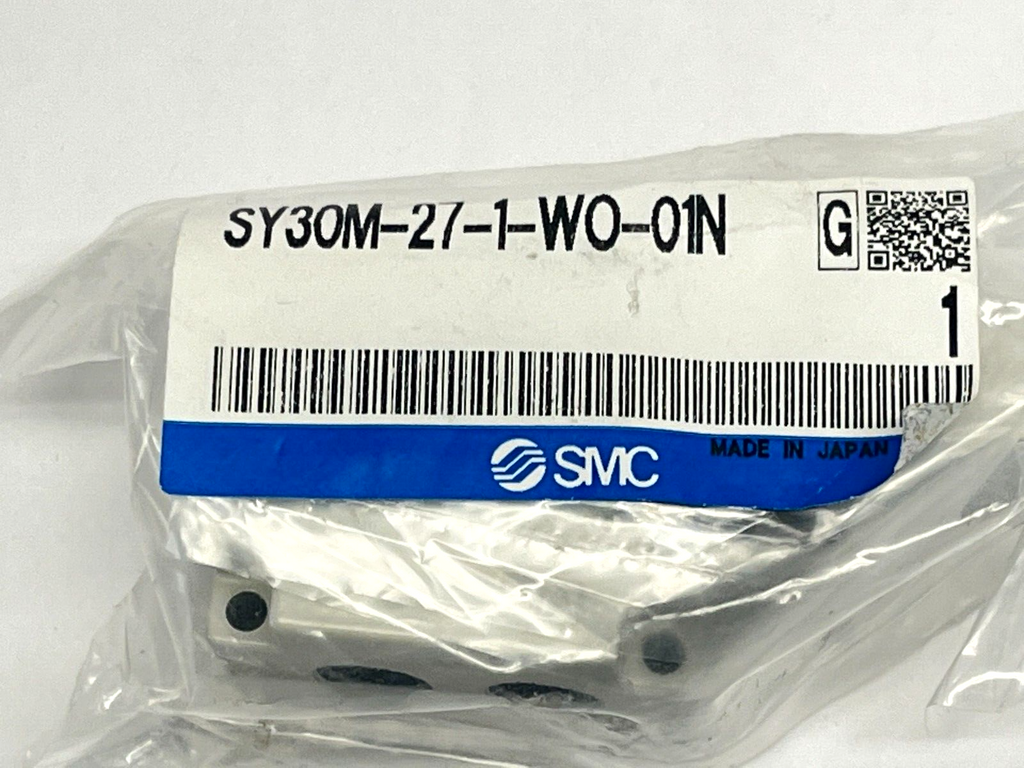 SY30M-27-1-WO-01N
G
1
SMC
MADE IN JAPAN